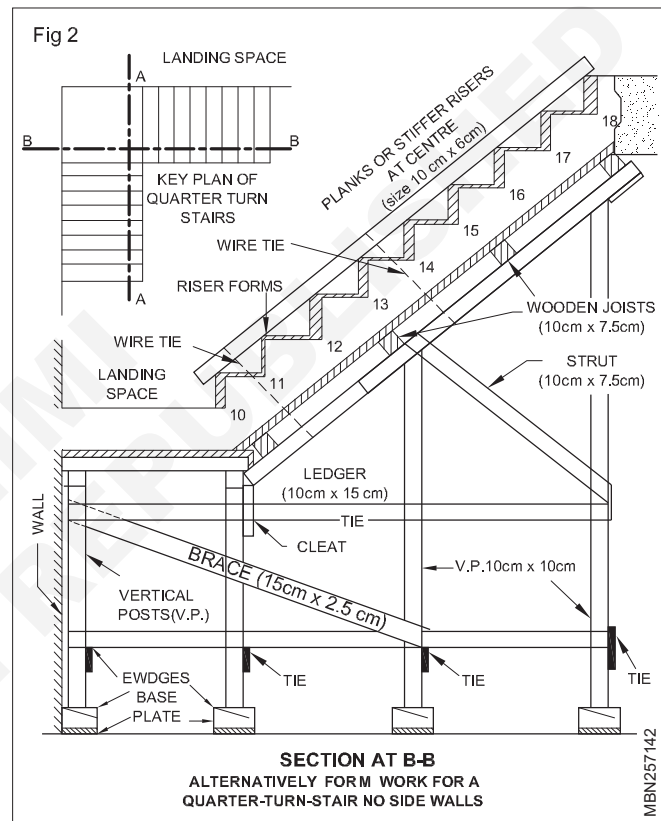 Fig 2
LANDING SPACE
A
B
B
KEY PLAN OF
QUARTER TURN
STAIRS
A
PLANKS OR STIFFER RISERS
AT CENTRE
(size 10 cm x 6cm)
WIRE TIE
RISER FORMS
WIRE TIE
LANDING
SPACE
18
17
16
15
14
13
12
11
10
WOODEN JOISTS
(10cm x 7.5cm)
STRUT
(10cm x 7.5cm)
LEDGER
(10cm x 15 cm)
TIE
CLEAT
WALL
BRACE (15cm x 2.5 cm)
V.P.10cm x 10cm
VERTICAL
POSTS(V.P.)
EWDGES
BASE
PLATE
TIE
TIE
TIE
SECTION AT B-B
ALTERNATIVELY FORM WORK FOR A
QUARTER-TURN-STAIR NO SIDE WALLS
MBN257142